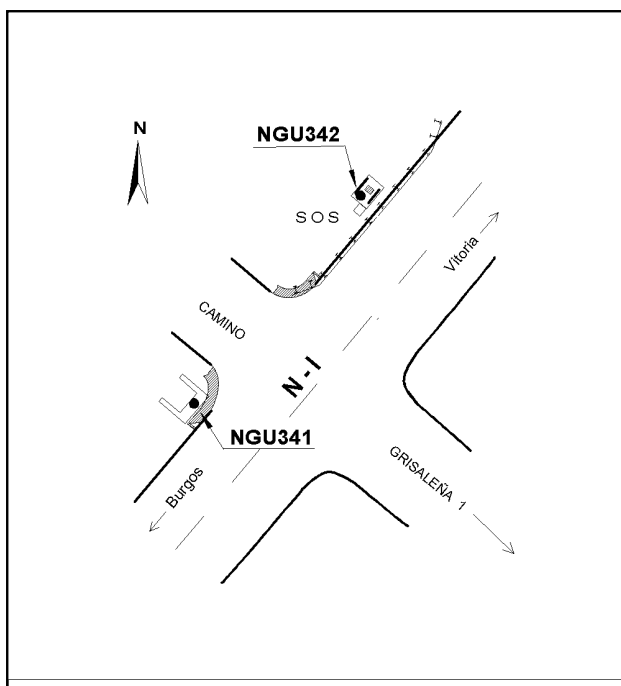 N
NGU342
SOS
Vitoria
CAMINO
N-I
NGU341
Burgos
GRISALEÑA 1